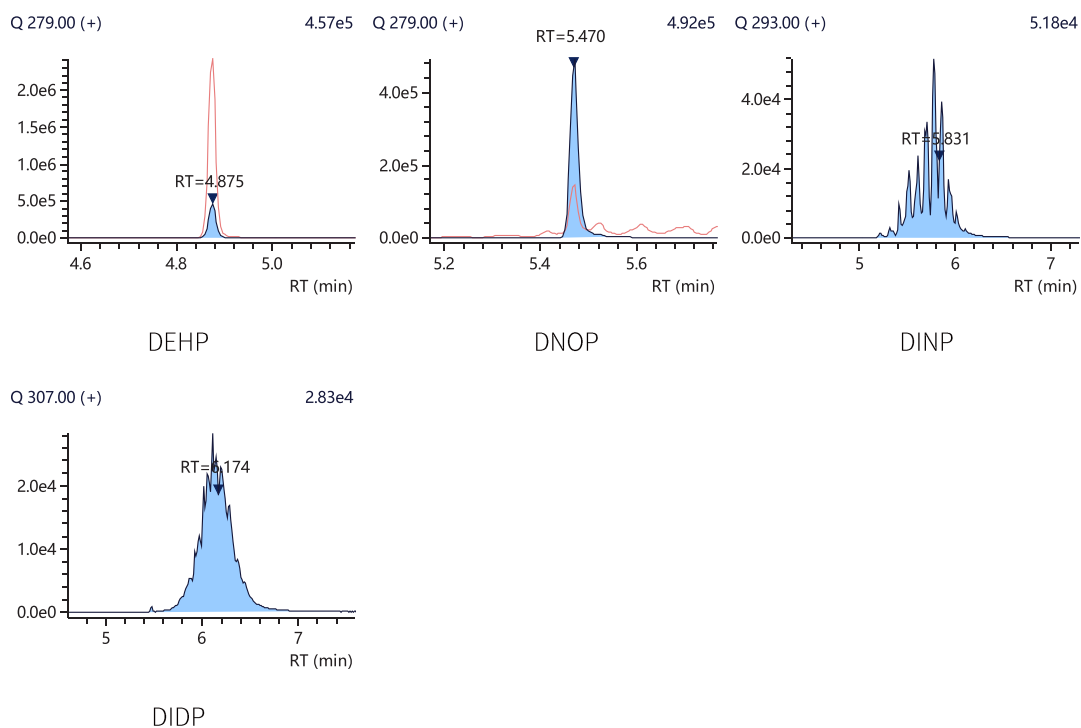 Q 279.00 (+) 4.57e5
RT=4.875
2.0e6
1.5e6
1.0e6
5.0e5
0.0e0
4.6 4.8 5.0
RT (min)
DEHP
Q 279.00 (+) 4.92e5
RT=5.470
4.0e5
2.0e5
0.0e0
5.2 5.4 5.6
RT (min)
DNOP
Q 293.00 (+) 5.18e4
RT=5.831
4.0e4
2.0e4
0.0e0
5 6 7
RT (min)
DINP
Q 307.00 (+) 2.83e4
RT=6.174
2.0e4
1.0e4
0.0e0
5 6 7
RT (min)
DIDP